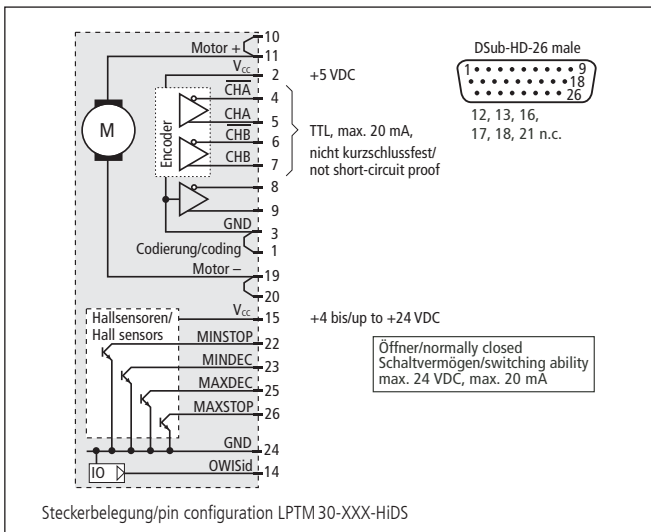 10
Motor +
11
Vcc
2
+5 VDC
CHA
4
CHA
5
CHB
6
CHB
7
TTL, max. 20 mA,
nicht kurzschlussfest/
not short-circuit proof
Encoder
M
8
9
GND
3
Codierung/coding
1
Motor –
19
20
DSub-HD-26 male
1
9
18
26
12, 13, 16,
17, 18, 21 n.c.
Hallsensoren/
Hall sensors
Vcc
15
+4 bis/up to +24 VDC
MINSTOP
22
MINDEC
23
MAXDEC
25
MAXSTOP
26
GND
24
IO
OWISid
14
Öffner/normally closed
Schaltvermögen/switching ability
max. 24 VDC, max. 20 mA
Steckerbelegung/pin configuration LPTM 30-XXX-HiDS